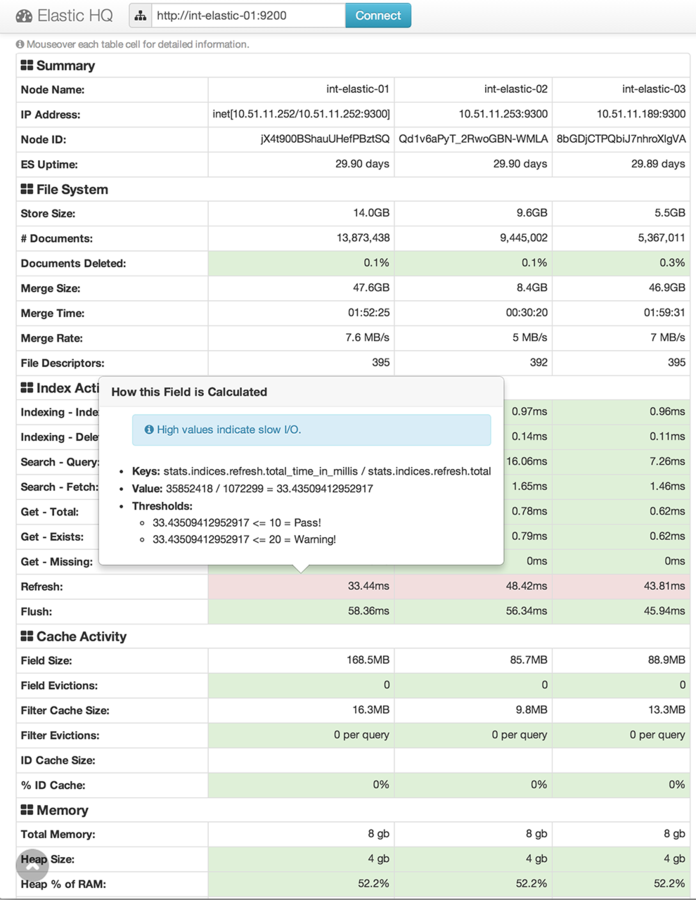 Elastic HQ http://int-elastic-01:9200 Connect
Mouseover each table cell for detailed information.
Summary
Node Name: int-elastic-01 int-elastic-02 int-elastic-03
IP Address: inet[10.51.11.252/10.51.11.252:9300] 10.51.11.253:9300 10.51.11.189:9300
Node ID: jX4t900BShauUHefPBztSQ Qd1v6aPyT_2RwoGBN-WMLA 8bGDjCTPQbiJ7nhroXlgVA
ES Uptime: 29.90 days 29.90 days 29.89 days
File System
Store Size: 14.0GB 9.6GB 5.5GB
# Documents: 13,873,438 9,445,002 5,367,011
Documents Deleted: 0.1% 0.1% 0.3%
Merge Size: 47.6GB 8.4GB 46.9GB
Merge Time: 01:52:25 00:30:20 01:59:31
Merge Rate: 7.6 MB/s 5 MB/s 7 MB/s
File Descriptors: 395 392 395
Index Acti
How this Field is Calculated
High values indicate slow I/O.
Keys: stats.indices.refresh.total_time_in_millis / stats.indices.refresh.total
Value: 35852418 / 1072299 = 33.43509412952917
Thresholds:
33.43509412952917 <= 10 = Pass!
33.43509412952917 <= 20 = Warning!
Indexing - Inde 0.97ms 0.96ms
Indexing - Dele 0.14ms 0.11ms
Search - Query: 16.06ms 7.26ms
Search - Fetch: 1.65ms 1.46ms
Get - Total: 0.78ms 0.62ms
Get - Exists: 0.79ms 0.62ms
Get - Missing: 0ms 0ms
Refresh: 33.44ms 48.42ms 43.81ms
Flush: 58.36ms 56.34ms 45.94ms
Cache Activity
Field Size: 168.5MB 85.7MB 88.9MB
Field Evictions: 0 0 0
Filter Cache Size: 16.3MB 9.8MB 13.3MB
Filter Evictions: 0 per query 0 per query 0 per query
ID Cache Size:
% ID Cache: 0% 0% 0%
Memory
Total Memory: 8 gb 8 gb 8 gb
Heap Size: 4 gb 4 gb 4 gb
Heap % of RAM: 52.2% 52.2% 52.2%